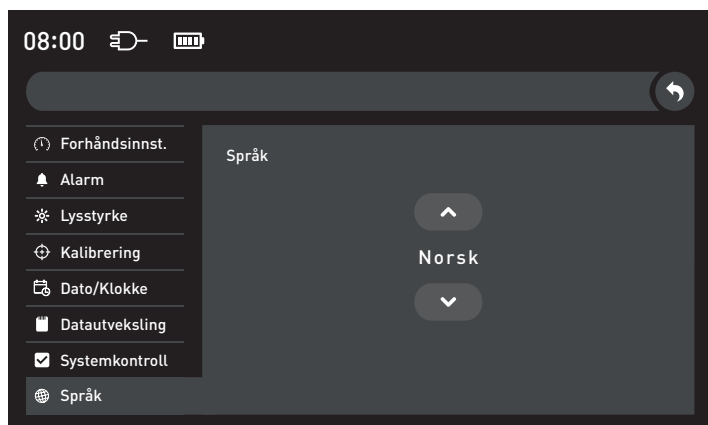 08:00
Forhåndsinnst.
Alarm
Lysstyrke
Kalibrering
Dato/Klokke
Datautveksling
Systemkontroll
Språk
Språk
Norsk